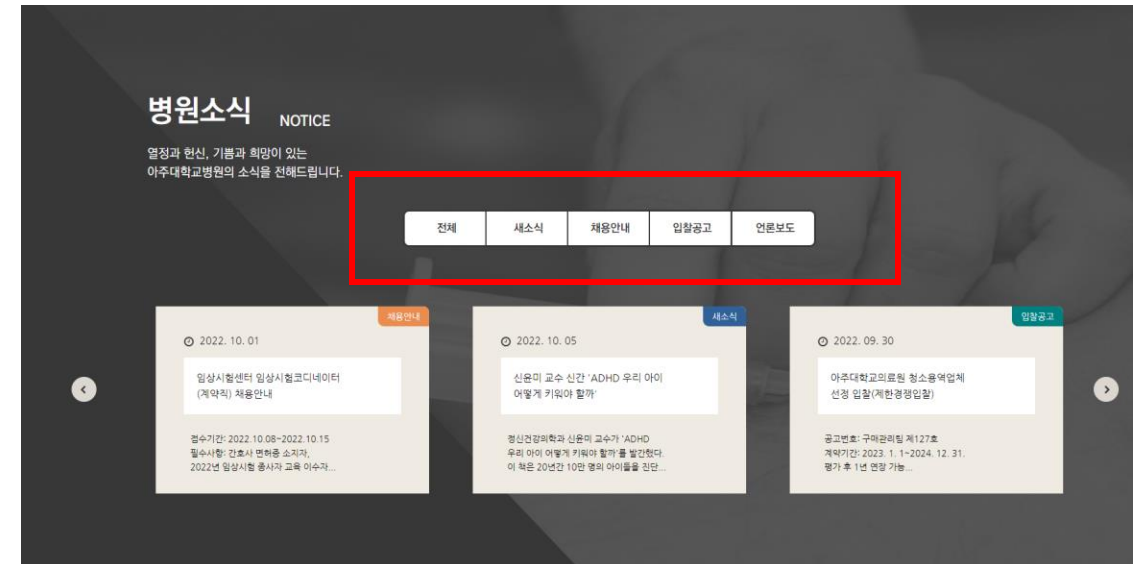 병원소식 NOTICE
열정과 헌신, 기쁨과 희망이 있는
아주대학교병원의 소식을 전해드립니다.
전체 새소식 채용안내 입찰공고 언론보도
채용안내
2022. 10. 01
임상시험센터 임상시험코디네이터
(계약직) 채용안내
접수기간: 2022.10.08~2022.10.15
필수사항: 간호사 면허증 소지자,
2022년 임상시험 종사자 교육 이수자...
새소식
2022. 10. 05
신윤미 교수 신간 'ADHD 우리 아이
어떻게 키워야 할까'
정신건강의학과 신윤미 교수가 'ADHD
우리 아이 어떻게 키워야 할까'를 발간했다.
이 책은 20년간 10만 명의 아이들을 진단...
입찰공고
2022. 09. 30
아주대학교의료원 청소용역업체
선정 입찰(제한경쟁입찰)
공고번호: 구매관리팀 제127호
계약기간: 2023. 1. 1~2024. 12. 31.
평가 후 1년 연장 가능...